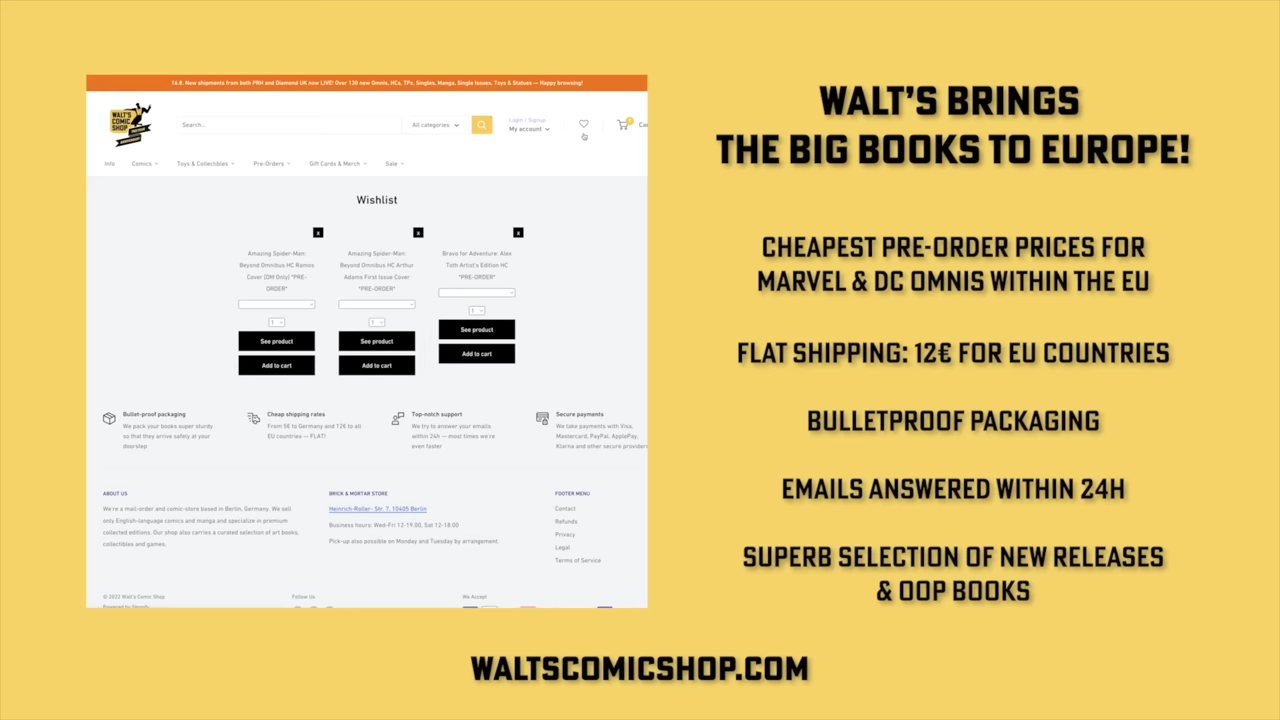 16.8. New shipments from both PRH and Diamond UK now LIVE! Over 130 new Omnis, HCs, TPs, Singles, Manga, Single Issues, Toys & Statues — Happy browsing!
WALT'S
COMIC
SHOP
Search...
All categories
Login / Signup
My account
Info
Comics
Toys & Collectibles
Pre-Orders
Gift Cards & Merch
Sale
Wishlist
x
x
x
Amazing Spider-Man:
Beyond Omnibus HC Ramos
Cover [DM Only] *PRE-
ORDER*
1
See product
Add to cart
Amazing Spider-Man:
Beyond Omnibus HC Arthur
Adams First Issue Cover
*PRE-ORDER*
1
See product
Add to cart
Bravo for Adventure: Alex
Toth Artist's Edition HC
*PRE-ORDER*
1
See product
Add to cart
Bullet-proof packaging
We pack your books super sturdy
so that they arrive safely at your
doorstep
Cheap shipping rates
From 5€ to Germany and 12€ to all
EU countries — FLAT!
Top-notch support
We try to answer your emails
within 24h — most times we're
even faster
Secure payments
We take payments with Visa,
Mastercard, PayPal, ApplePay,
Klarna and other secure providers
ABOUT US
We're a mail-order and comic-store based in Berlin, Germany. We sell
only English-language comics and manga and specialize in premium
collected editions. Our shop also carries a curated selection of art books,
collectibles and games.
BRICK & MORTAR STORE
Heinrich-Roller- Str. 7, 10405 Berlin
Business hours: Wed-Fri 12-19.00, Sat 12-18.00
Pick-up also possible on Monday and Tuesday by arrangement.
FOOTER MENU
Contact
Refunds
Privacy
Legal
Terms of Service
© 2022 Walt's Comic Shop
Powered by Shopify
Follow Us
We Accept
WALT'S BRINGS
THE BIG BOOKS TO EUROPE!
CHEAPEST PRE-ORDER PRICES FOR
MARVEL & DC OMNIS WITHIN THE EU
FLAT SHIPPING: 12€ FOR EU COUNTRIES
BULLETPROOF PACKAGING
EMAILS ANSWERED WITHIN 24H
SUPERB SELECTION OF NEW RELEASES
& OOP BOOKS
WALTSCOMICSHOP.COM